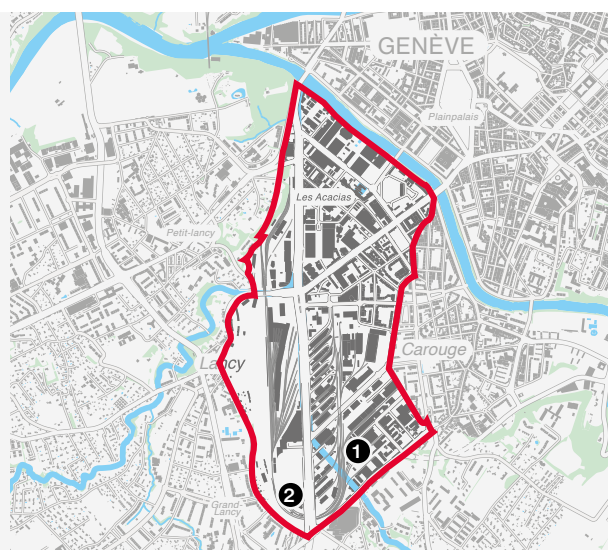 GENÈVE
Plainpalais
Les Acacias
Petit-lancy
Lancy
Carouge
1
2
Grand-
Lancy